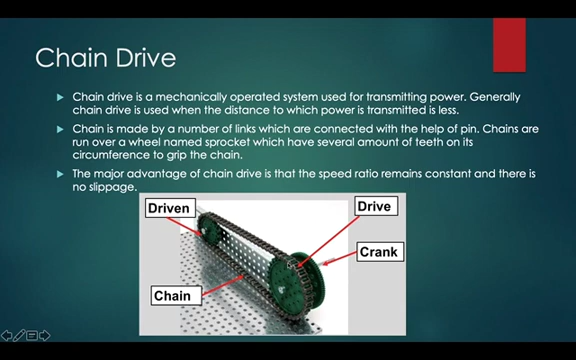 Chain Drive
Chain drive is a mechanically operated system used for transmitting power. Generally
chain drive is used when the distance to which power is transmitted is less.
Chain is made by a number of links which are connected with the help of pin. Chains are
run over a wheel named sprocket which have several amount of teeth on its
circumference to grip the chain.
The major advantage of chain drive is that the speed ratio remains constant and there is
no slippage.
Driven
Drive
Crank
Chain